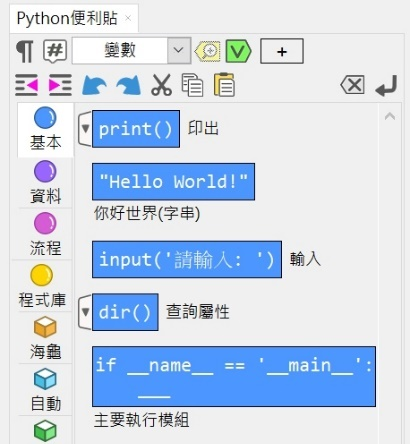 Python便利貼 ×
¶ # 變數 V +
基本
print() 印出
資料
"Hello World!"
你好世界(字串)
流程
input('請輸入: ') 輸入
程式庫
dir() 查詢屬性
海龜
if __name__ == '__main__':
___
自動
主要執行模組